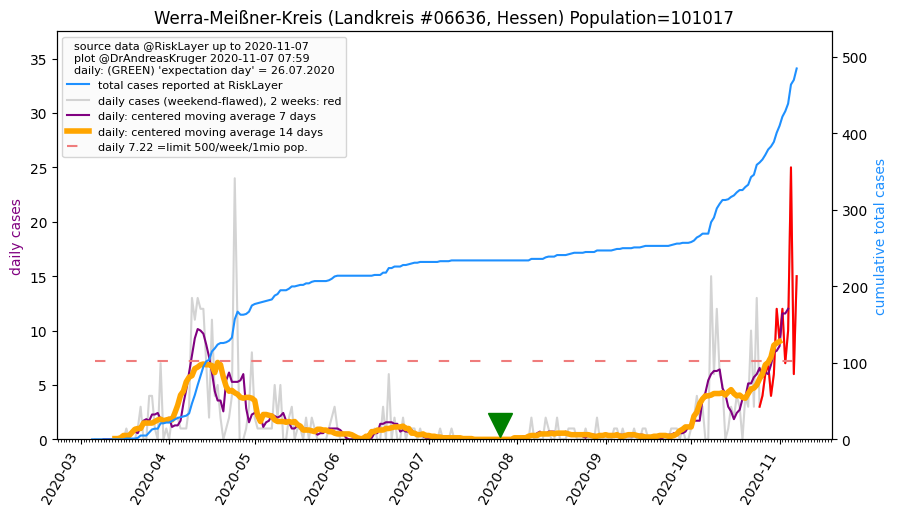 Werra-Meißner-Kreis (Landkreis #06636, Hessen) Population=101017
source data @RiskLayer up to 2020-11-07
plot @DrAndreasKruger 2020-11-07 07:59
daily: (GREEN) 'expectation day' = 26.07.2020
total cases reported at RiskLayer
daily cases (weekend-flawed), 2 weeks: red
daily: centered moving average 7 days
daily: centered moving average 14 days
daily 7.22 =limit 500/week/1mio pop.
daily cases
35
30
25
20
15
10
5
0
cumulative total cases
500
400
300
200
100
0
2020-03
2020-04
2020-05
2020-06
2020-07
2020-08
2020-09
2020-10
2020-11